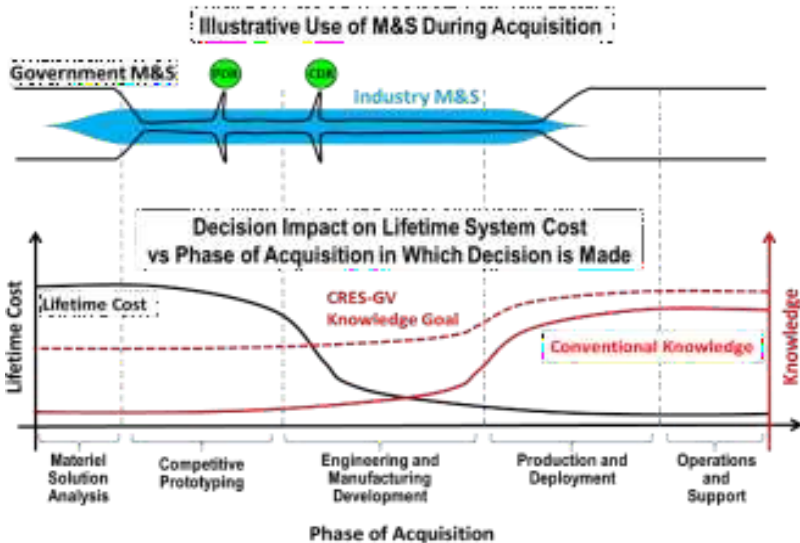 Illustrative Use of M&S During Acquisition
Government M&S
PDR
CDR
Industry M&S
Decision Impact on Lifetime System Cost
vs Phase of Acquisition in Which Decision is Made
Lifetime Cost
Lifetime Cost
CRES-GV
Knowledge Goal
Conventional Knowledge
Knowledge
Materiel
Solution
Analysis
Competitive
Prototyping
Engineering and
Manufacturing
Development
Production and
Deployment
Operations
and
Support
Phase of Acquisition